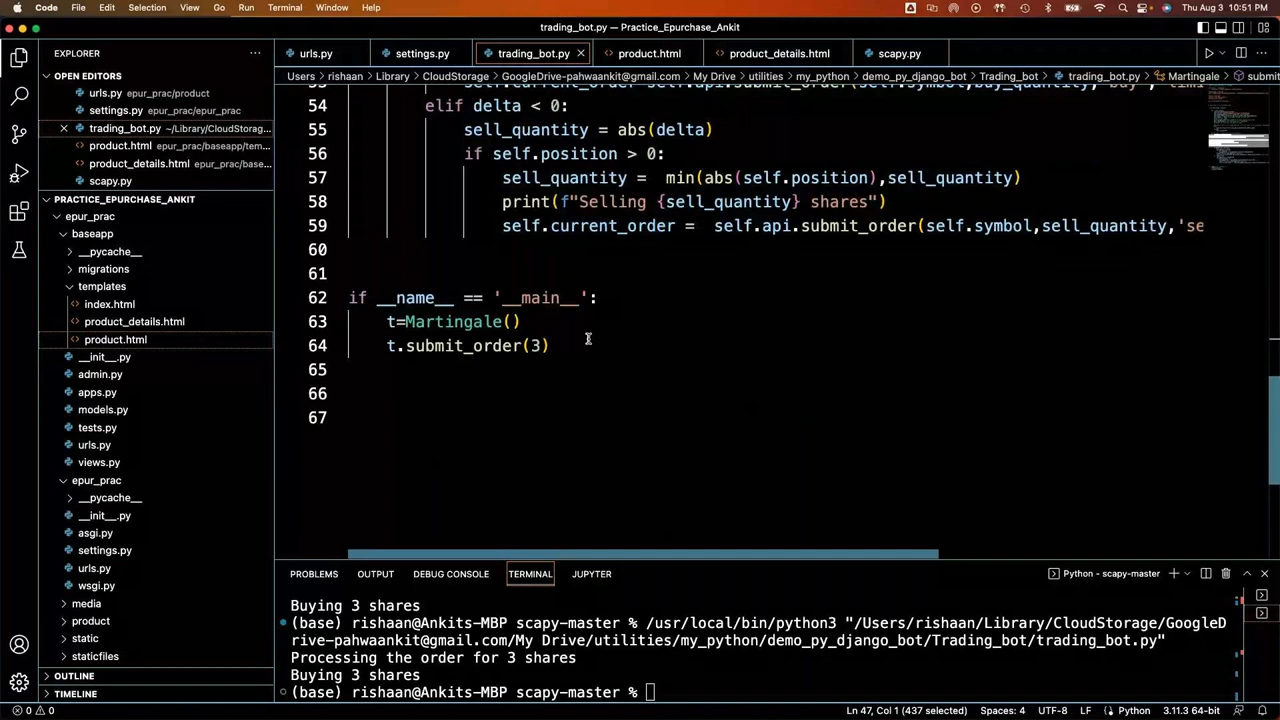 Code File Edit Selection View Go Run Terminal Window Help Thu Aug 3 10:51 PM
trading_bot.py — Practice_Epurchase_Ankit
EXPLORER
urls.py settings.py trading_bot.py product.html product_details.html scapy.py
Users > rishaan > Library > CloudStorage > GoogleDrive-pahwaankit@gmail.com > My Drive > utilities > my_python > demo_py_django_bot > Trading_bot > trading_bot.py > Martingale >
OPEN EDITORS
urls.py epur_prac/product
settings.py epur_prac/epur_prac
trading_bot.py ~/Library/CloudStorag...
product.html epur_prac/baseapp/tem...
product_details.html epur_prac/base...
scapy.py
PRACTICE_EPURCHASE_ANKIT
epur_prac
baseapp
__pycache__
migrations
templates
index.html
product_details.html
product.html
__init__.py
admin.py
apps.py
models.py
tests.py
urls.py
views.py
epur_prac
__pycache__
__init__.py
asgi.py
settings.py
urls.py
wsgi.py
media
product
static
staticfiles
OUTLINE
TIMELINE
54 elif delta < 0:
55 sell_quantity = abs(delta)
56 if self.position > 0:
57 sell_quantity = min(abs(self.position),sell_quantity)
58 print(f"Selling {sell_quantity} shares")
59 self.current_order = self.api.submit_order(self.symbol,sell_quantity,'se
60
61
62 if __name__ == '__main__':
63 t=Martingale()
64 t.submit_order(3)
65
66
67
PROBLEMS OUTPUT DEBUG CONSOLE TERMINAL JUPYTER Python - scapy-master
Buying 3 shares
(base) rishaan@Ankits-MBP scapy-master % /usr/local/bin/python3 "/Users/rishaan/Library/CloudStorage/GoogleD
rive-pahwaankit@gmail.com/My Drive/utilities/my_python/demo_py_django_bot/Trading_bot/trading_bot.py"
Processing the order for 3 shares
Buying 3 shares
(base) rishaan@Ankits-MBP scapy-master %
0 0 Ln 47, Col 1 (437 selected) Spaces: 4 UTF-8 LF Python 3.11.3 64-bit